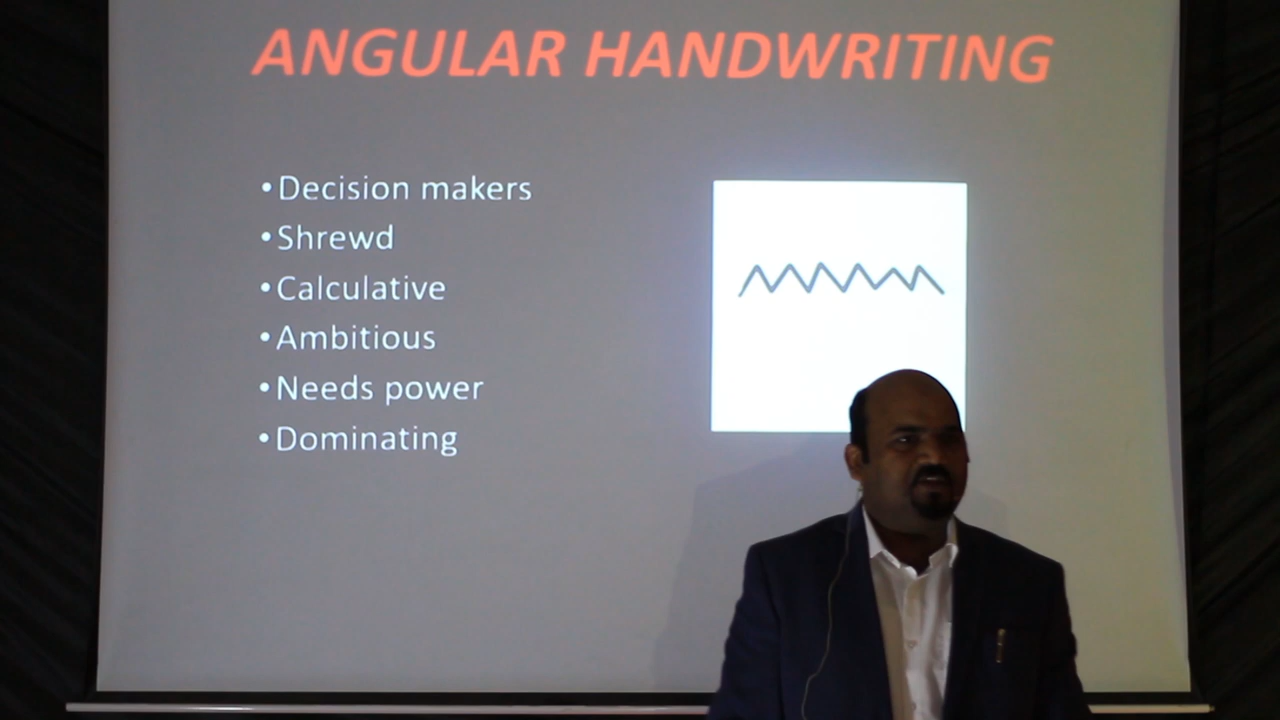 ANGULAR HANDWRITING
•Decision makers
•Shrewd
•Calculative
•Ambitious
•Needs power
•Dominating